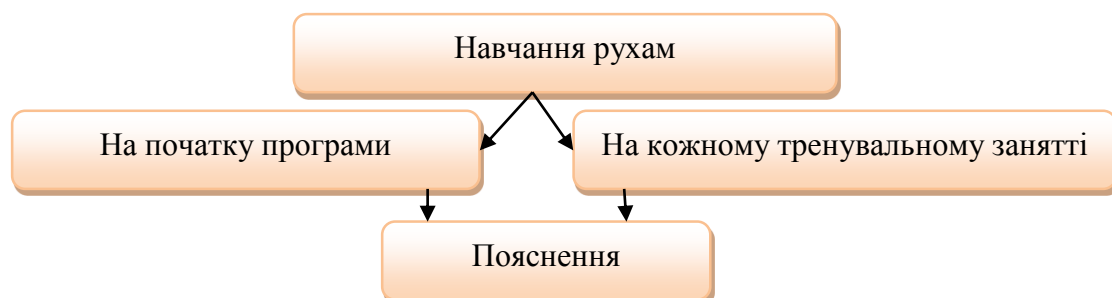 Навчання рухам
На початку програми
На кожному тренувальному занятті
Пояснення